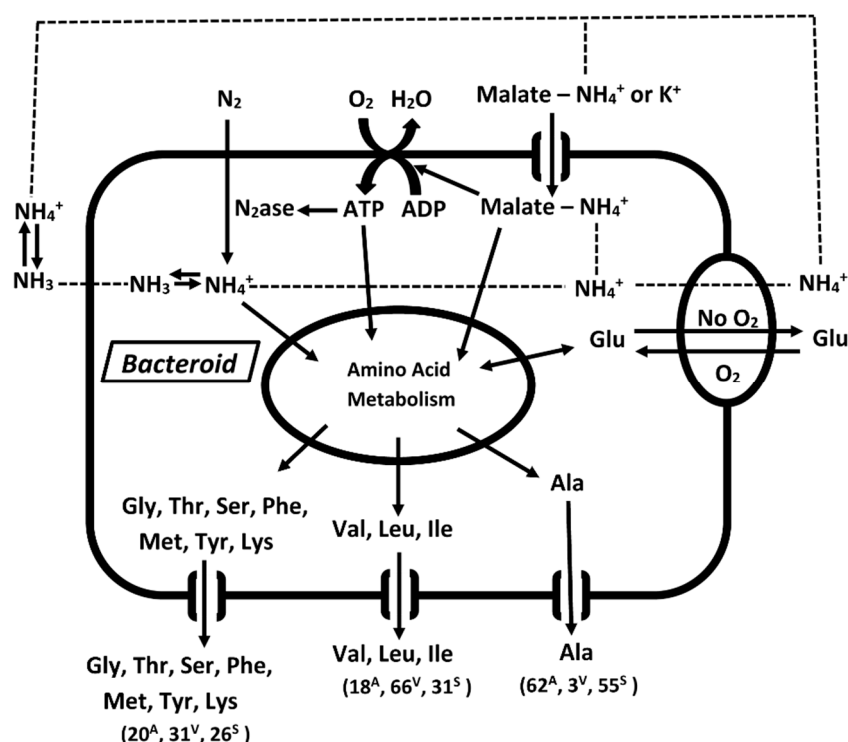 N₂
O₂ H₂O
Malate – NH₄⁺ or K⁺
NH₄⁺
N₂ase
ATP
ADP
Malate – NH₄⁺
NH₃
NH₃
NH₄⁺
NH₄⁺
NH₄⁺
Bacteroid
Amino Acid
Metabolism
Glu
No O₂
Glu
O₂
Gly, Thr, Ser, Phe,
Met, Tyr, Lys
Val, Leu, Ile
Ala
Gly, Thr, Ser, Phe,
Met, Tyr, Lys
(20ᴬ, 31ⱽ, 26ˢ )
Val, Leu, Ile
(18ᴬ, 66ⱽ, 31ˢ )
Ala
(62ᴬ, 3ⱽ, 55ˢ )